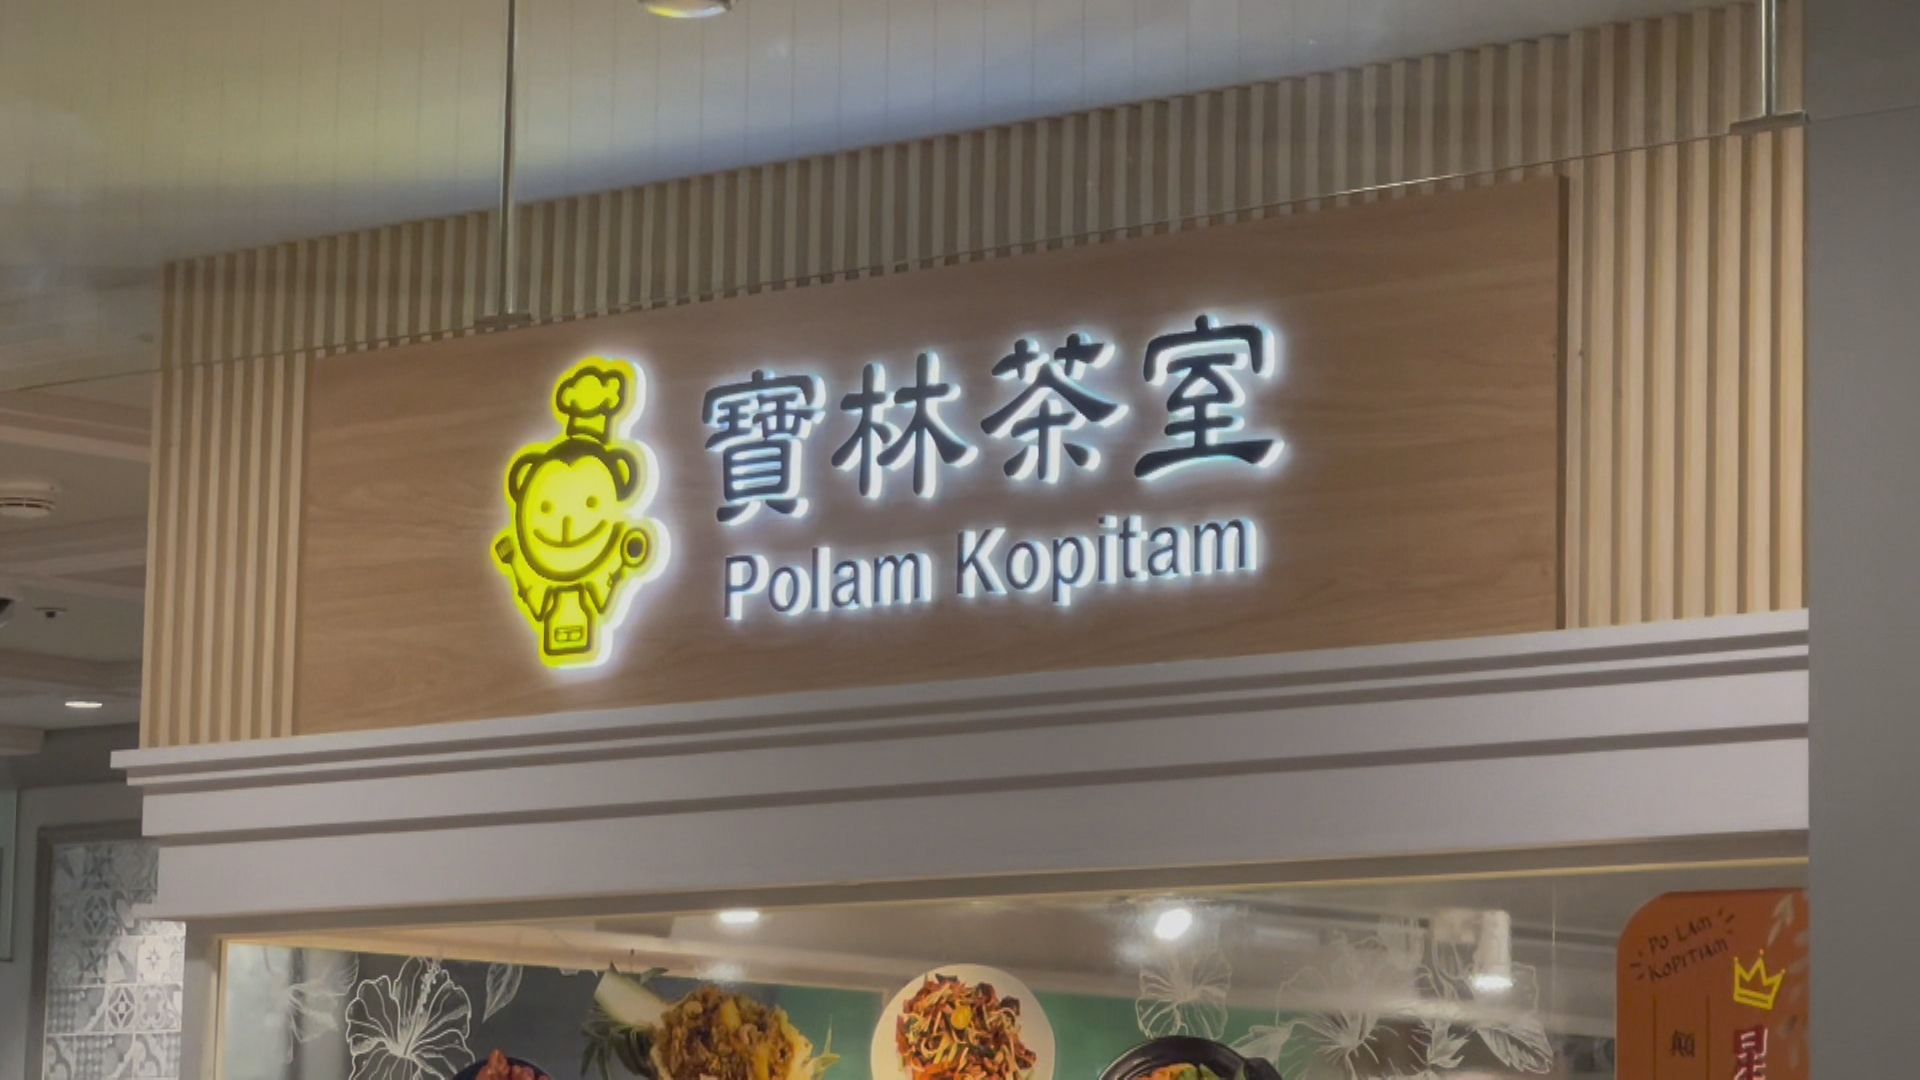 寶林茶室
Polam Kopitam
PO LAM
KOPITIAM